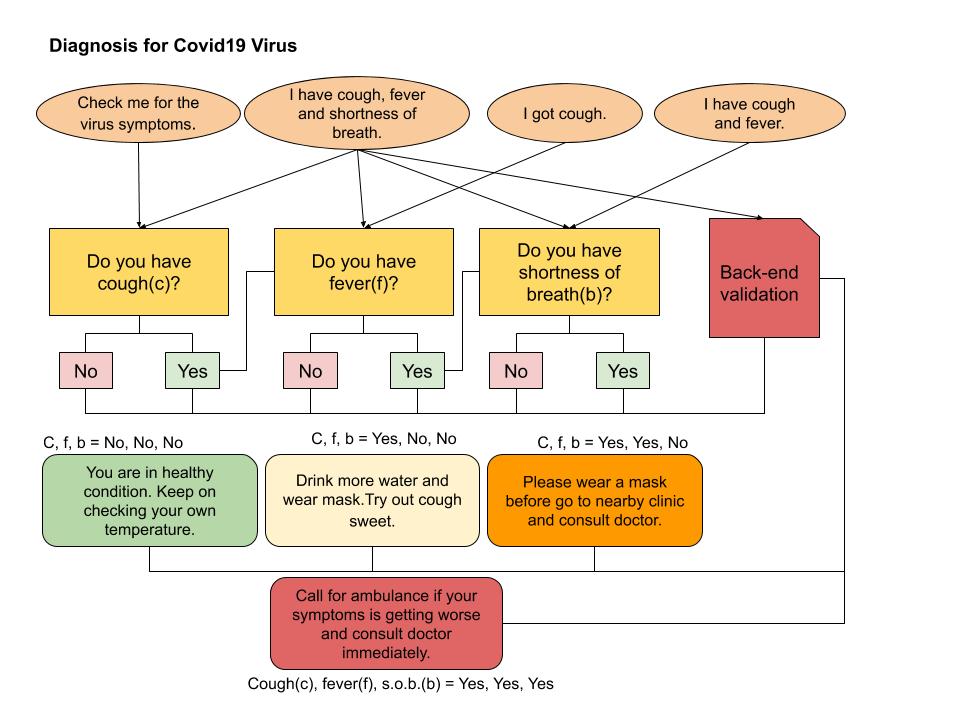 Diagnosis for Covid19 Virus
Check me for the
virus symptoms.
I have cough, fever
and shortness of
breath.
I got cough.
I have cough
and fever.
Do you have
cough(c)?
Do you have
fever(f)?
Do you have
shortness of
breath(b)?
Back-end
validation
No
Yes
No
Yes
No
Yes
C, f, b = No, No, No
C, f, b = Yes, No, No
C, f, b = Yes, Yes, No
You are in healthy
condition. Keep on
checking your own
temperature.
Drink more water and
wear mask.Try out cough
sweet.
Please wear a mask
before go to nearby clinic
and consult doctor.
Call for ambulance if your
symptoms is getting worse
and consult doctor
immediately.
Cough(c), fever(f), s.o.b.(b) = Yes, Yes, Yes